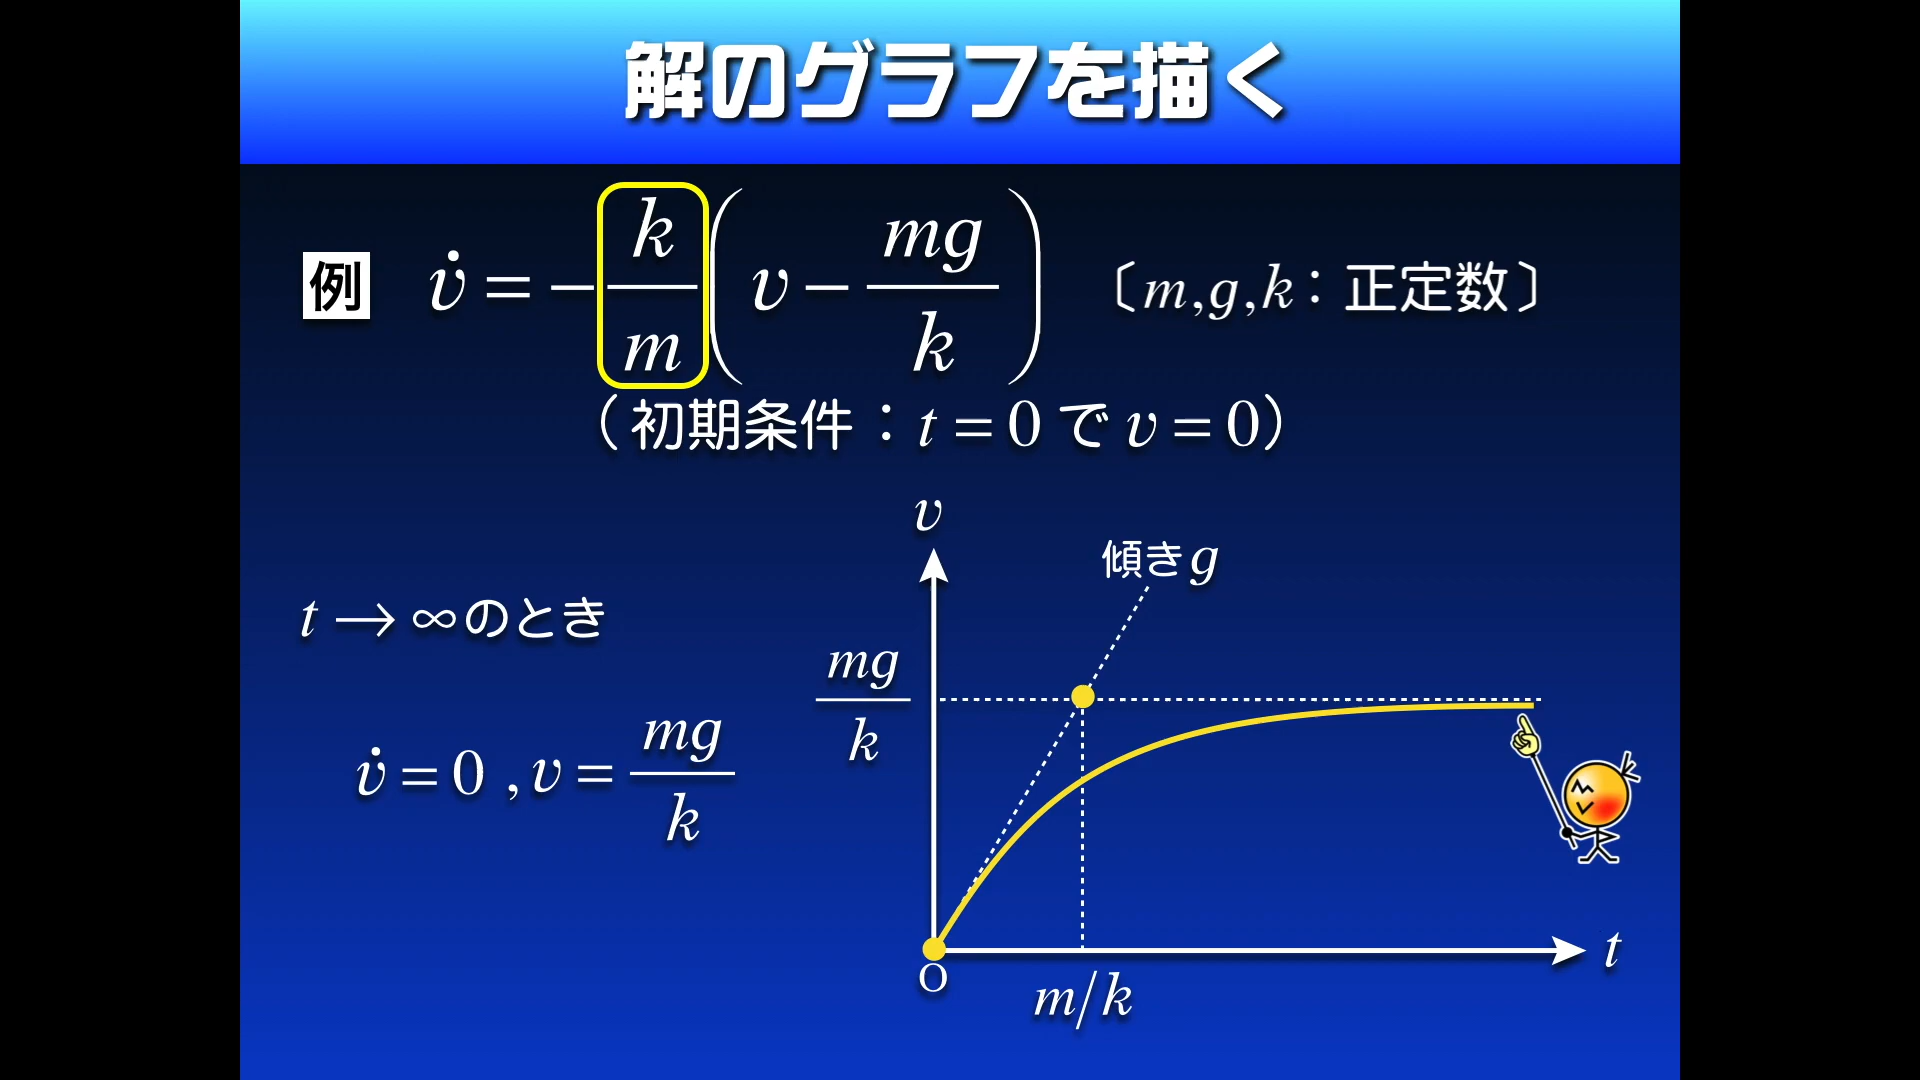 解のグラフを描く
例 v̇ = −k/m(v − mg/k) 〔m,g,k：正定数〕
（初期条件：t = 0 で v = 0）
v
傾きg
t → ∞のとき
mg/k
v̇ = 0 , v = mg/k
O
t
m/k